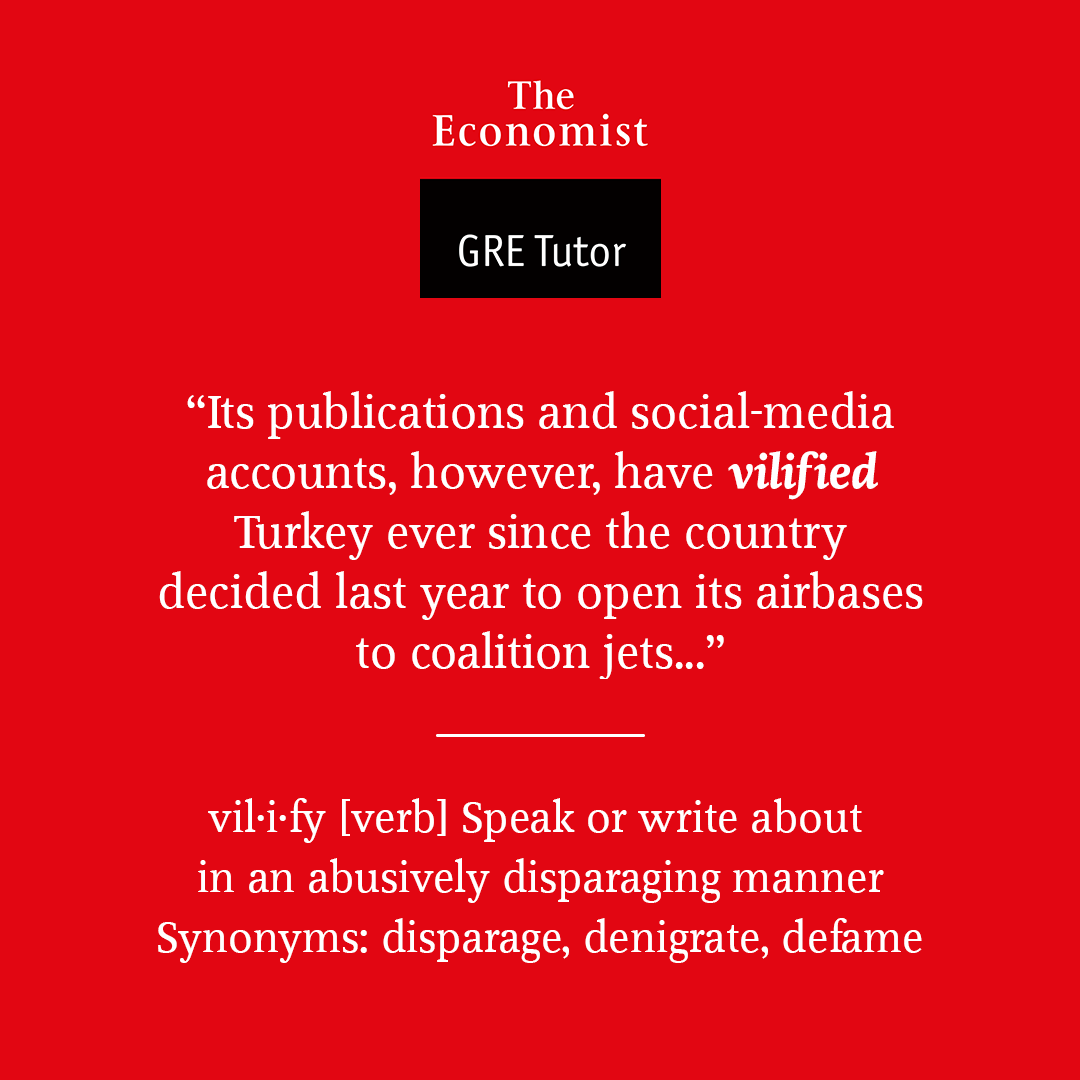 The
Economist
GRE Tutor
“Its publications and social-media
accounts, however, have vilified
Turkey ever since the country
decided last year to open its airbases
to coalition jets...”
vil·i·fy [verb] Speak or write about
in an abusively disparaging manner
Synonyms: disparage, denigrate, defame